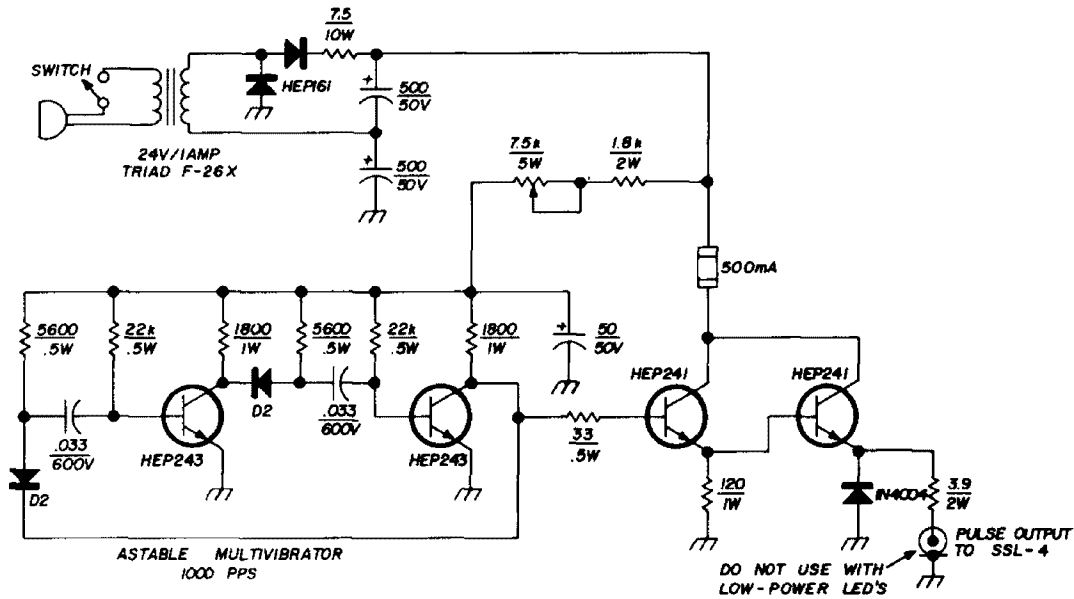 7.5
10W
SWITCH
HEP161
500
50V
24V/1AMP
TRIAD F-26X
500
50V
7.5k
5W
1.8k
2W
500mA
5600
.5W
22k
.5W
1800
1W
5600
.5W
22k
.5W
1800
1W
50
50V
HEP241
HEP241
D2
.033
600V
HEP243
.033
600V
HEP243
33
.5W
D2
120
1W
1N4004
3.9
2W
ASTABLE MULTIVIBRATOR
1000 PPS
PULSE OUTPUT
TO SSL-4
DO NOT USE WITH
LOW-POWER LED'S